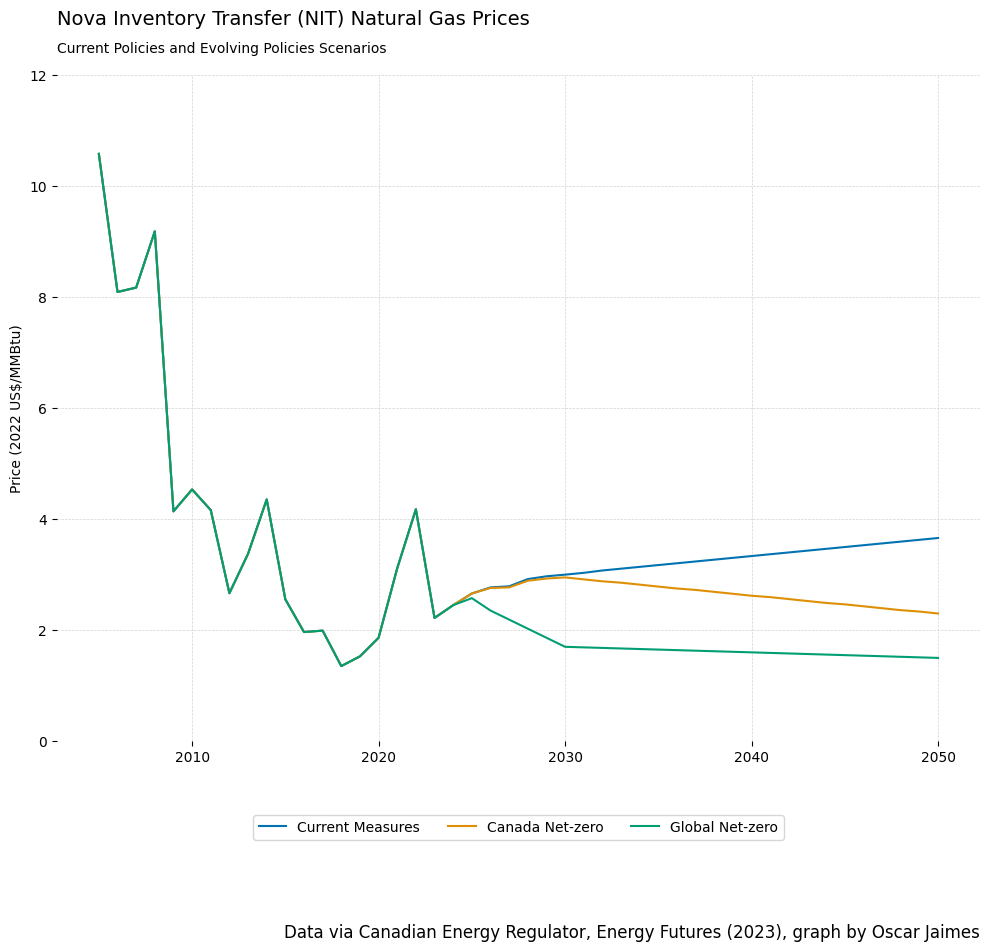 Nova Inventory Transfer (NIT) Natural Gas Prices
Current Policies and Evolving Policies Scenarios
12
10
8
6
4
2
0
Price (2022 US$/MMBtu)
2010 2020 2030 2040 2050
Current Measures Canada Net-zero Global Net-zero
Data via Canadian Energy Regulator, Energy Futures (2023), graph by Oscar Jaimes